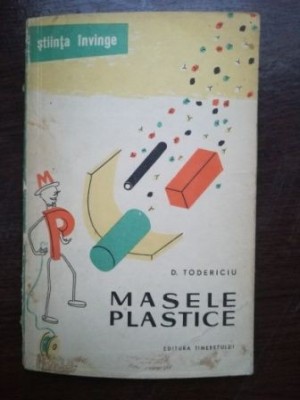 știința învinge
M
P
D. TODERICIU
MASELE
PLASTICE
EDITURA TINERETULUI